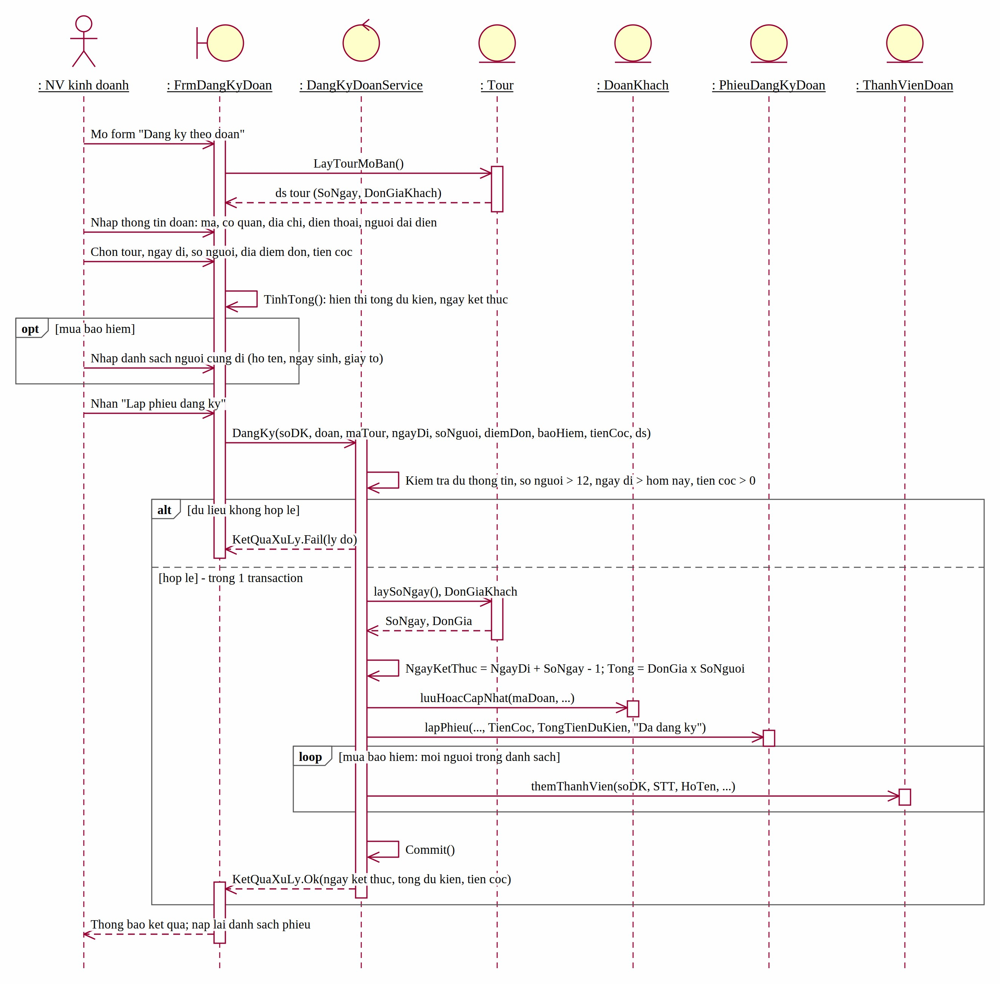 : NV kinh doanh
: FrmDangKyDoan
: DangKyDoanService
: Tour
: DoanKhach
: PhieuDangKyDoan
: ThanhVienDoan
Mo form "Dang ky theo doan"
LayTourMoBan()
ds tour (SoNgay, DonGiaKhach)
Nhap thong tin doan: ma, co quan, dia chi, dien thoai, nguoi dai dien
Chon tour, ngay di, so nguoi, dia diem don, tien coc
TinhTong(): hien thi tong du kien, ngay ket thuc
opt
[mua bao hiem]
Nhap danh sach nguoi cung di (ho ten, ngay sinh, giay to)
Nhan "Lap phieu dang ky"
DangKy(soDK, doan, maTour, ngayDi, soNguoi, diemDon, baoHiem, tienCoc, ds)
Kiem tra du thong tin, so nguoi > 12, ngay di > hom nay, tien coc > 0
alt
[du lieu khong hop le]
KetQuaXuLy.Fail(ly do)
[hop le] - trong 1 transaction
laySoNgay(), DonGiaKhach
SoNgay, DonGia
NgayKetThuc = NgayDi + SoNgay - 1; Tong = DonGia x SoNguoi
luuHoacCapNhat(maDoan, ...)
lapPhieu(..., TienCoc, TongTienDuKien, "Da dang ky")
loop
[mua bao hiem: moi nguoi trong danh sach]
themThanhVien(soDK, STT, HoTen, ...)
Commit()
KetQuaXuLy.Ok(ngay ket thuc, tong du kien, tien coc)
Thong bao ket qua; nap lai danh sach phieu